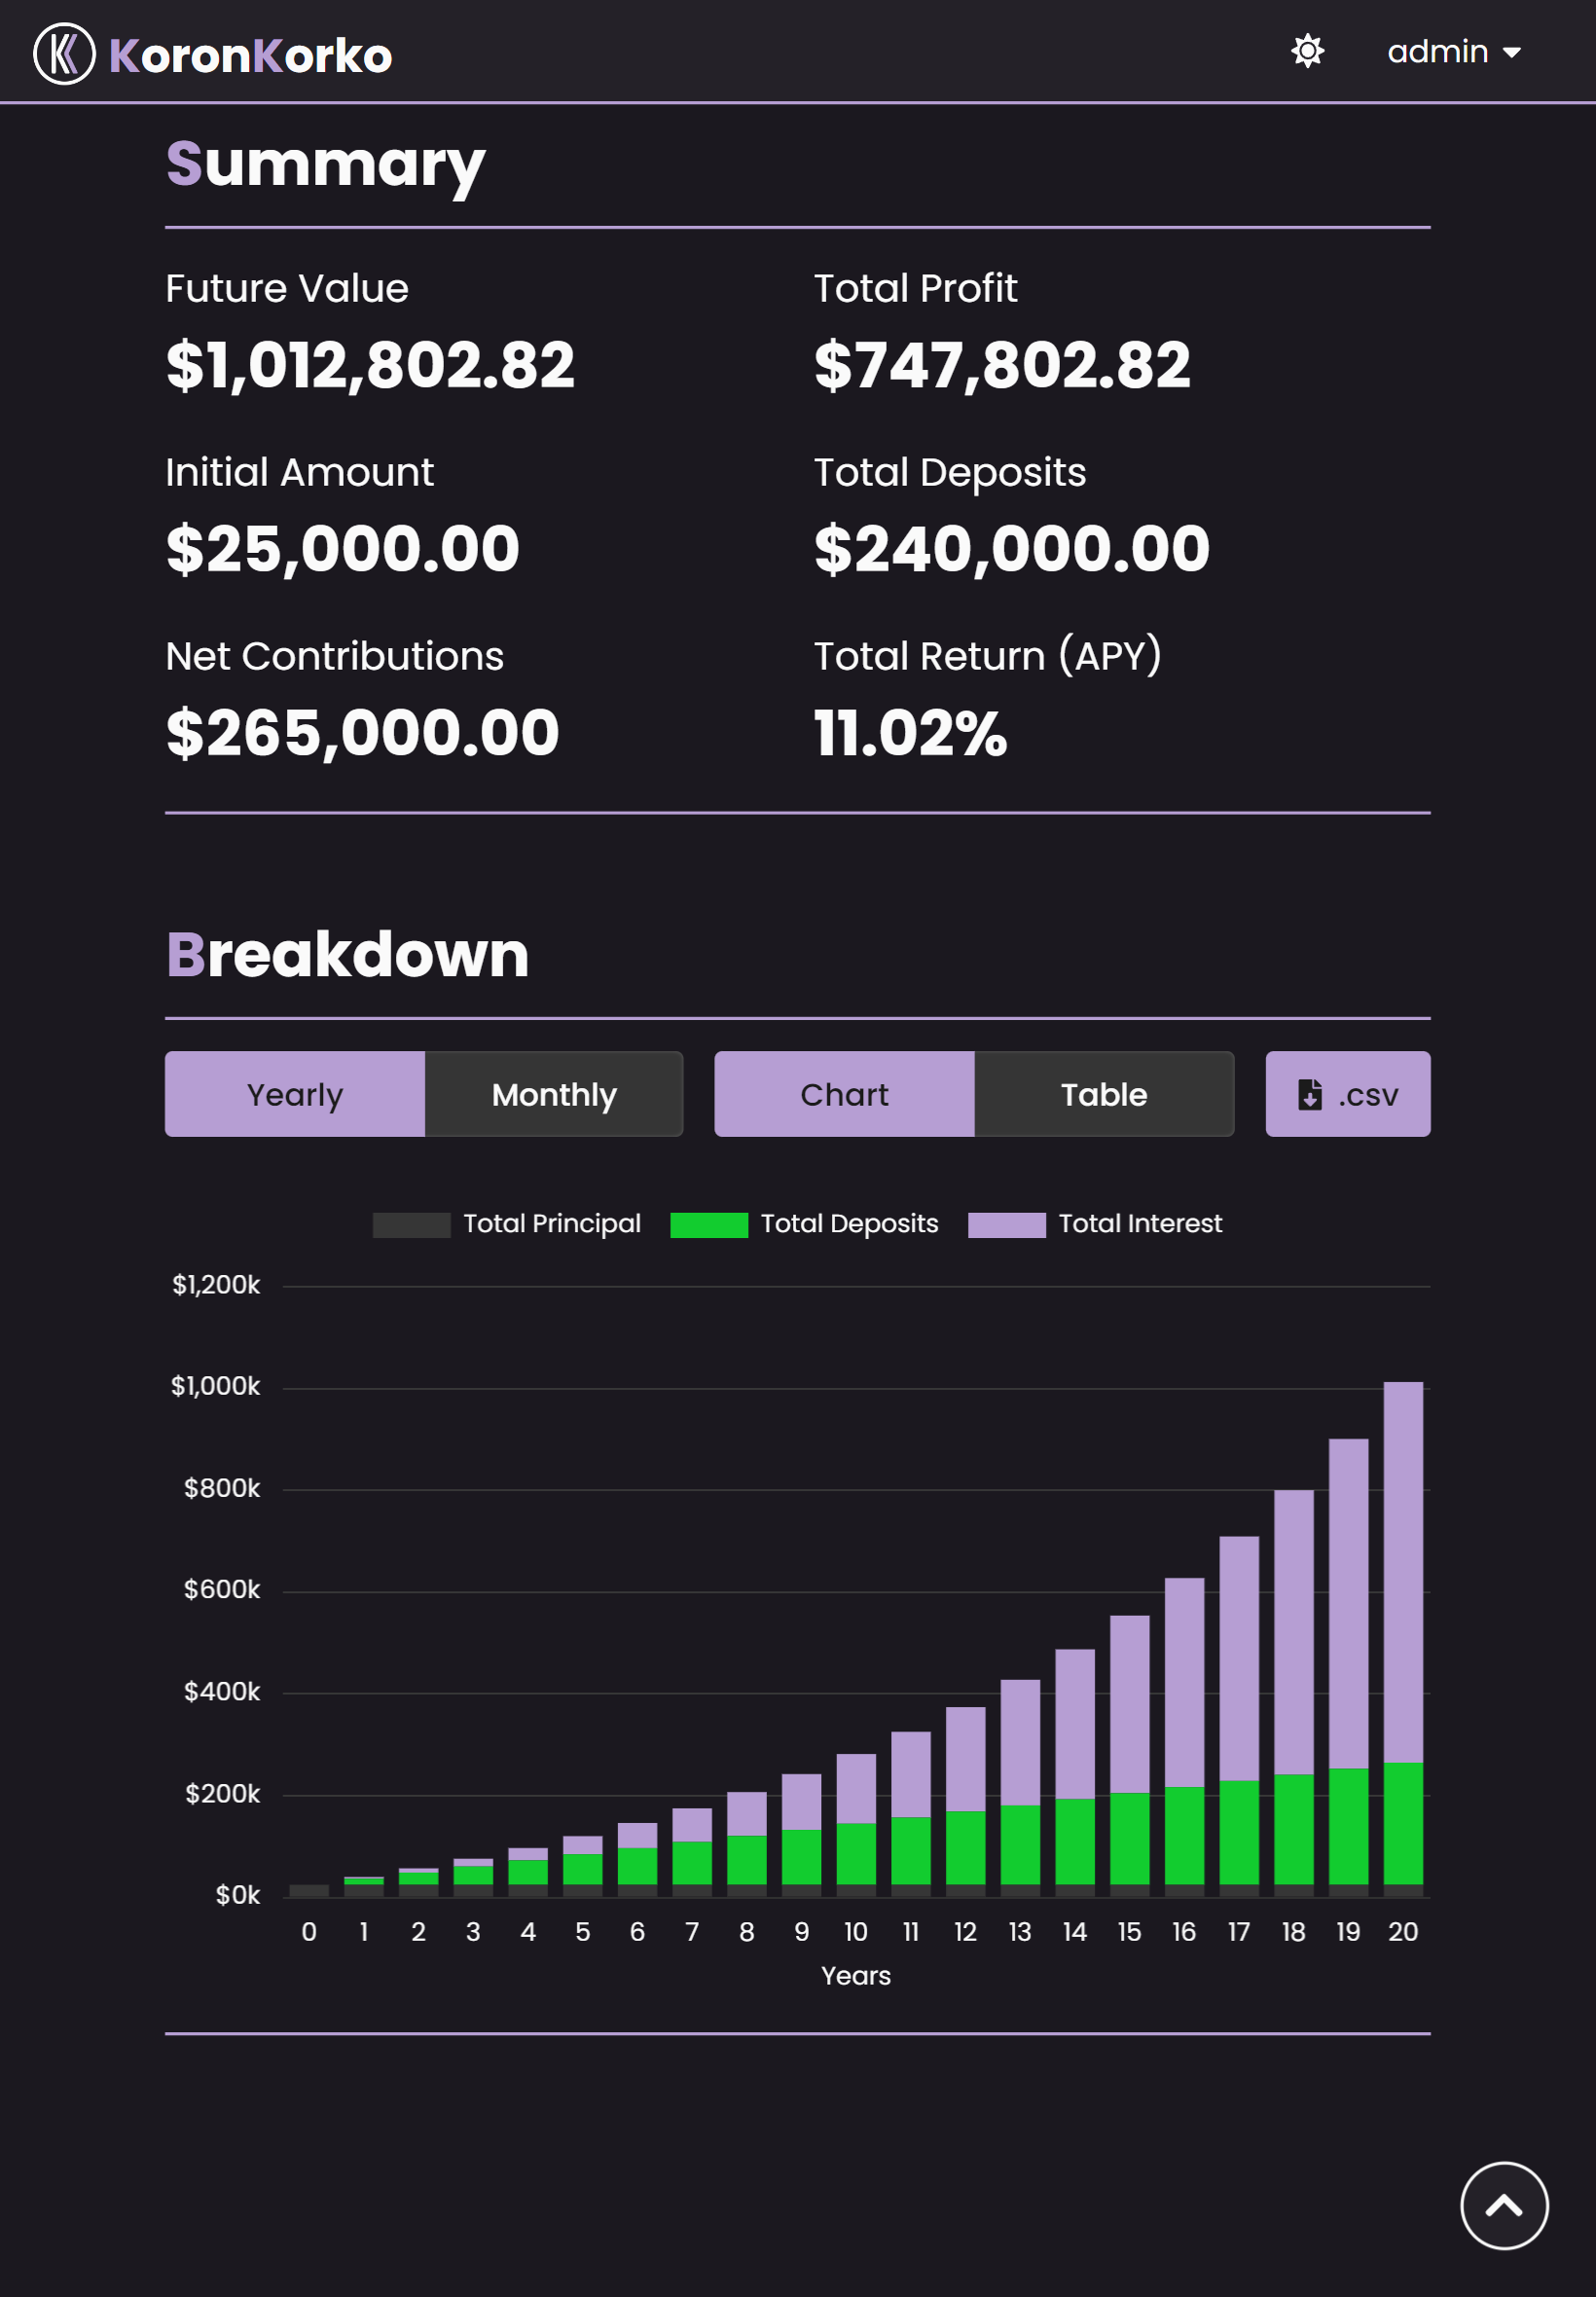 KoronKorko
admin
Summary
Future Value
$1,012,802.82
Total Profit
$747,802.82
Initial Amount
$25,000.00
Total Deposits
$240,000.00
Net Contributions
$265,000.00
Total Return (APY)
11.02%
Breakdown
Yearly Monthly Chart Table .csv
Total Principal Total Deposits Total Interest
$1,200k
$1,000k
$800k
$600k
$400k
$200k
$0k
0 1 2 3 4 5 6 7 8 9 10 11 12 13 14 15 16 17 18 19 20
Years